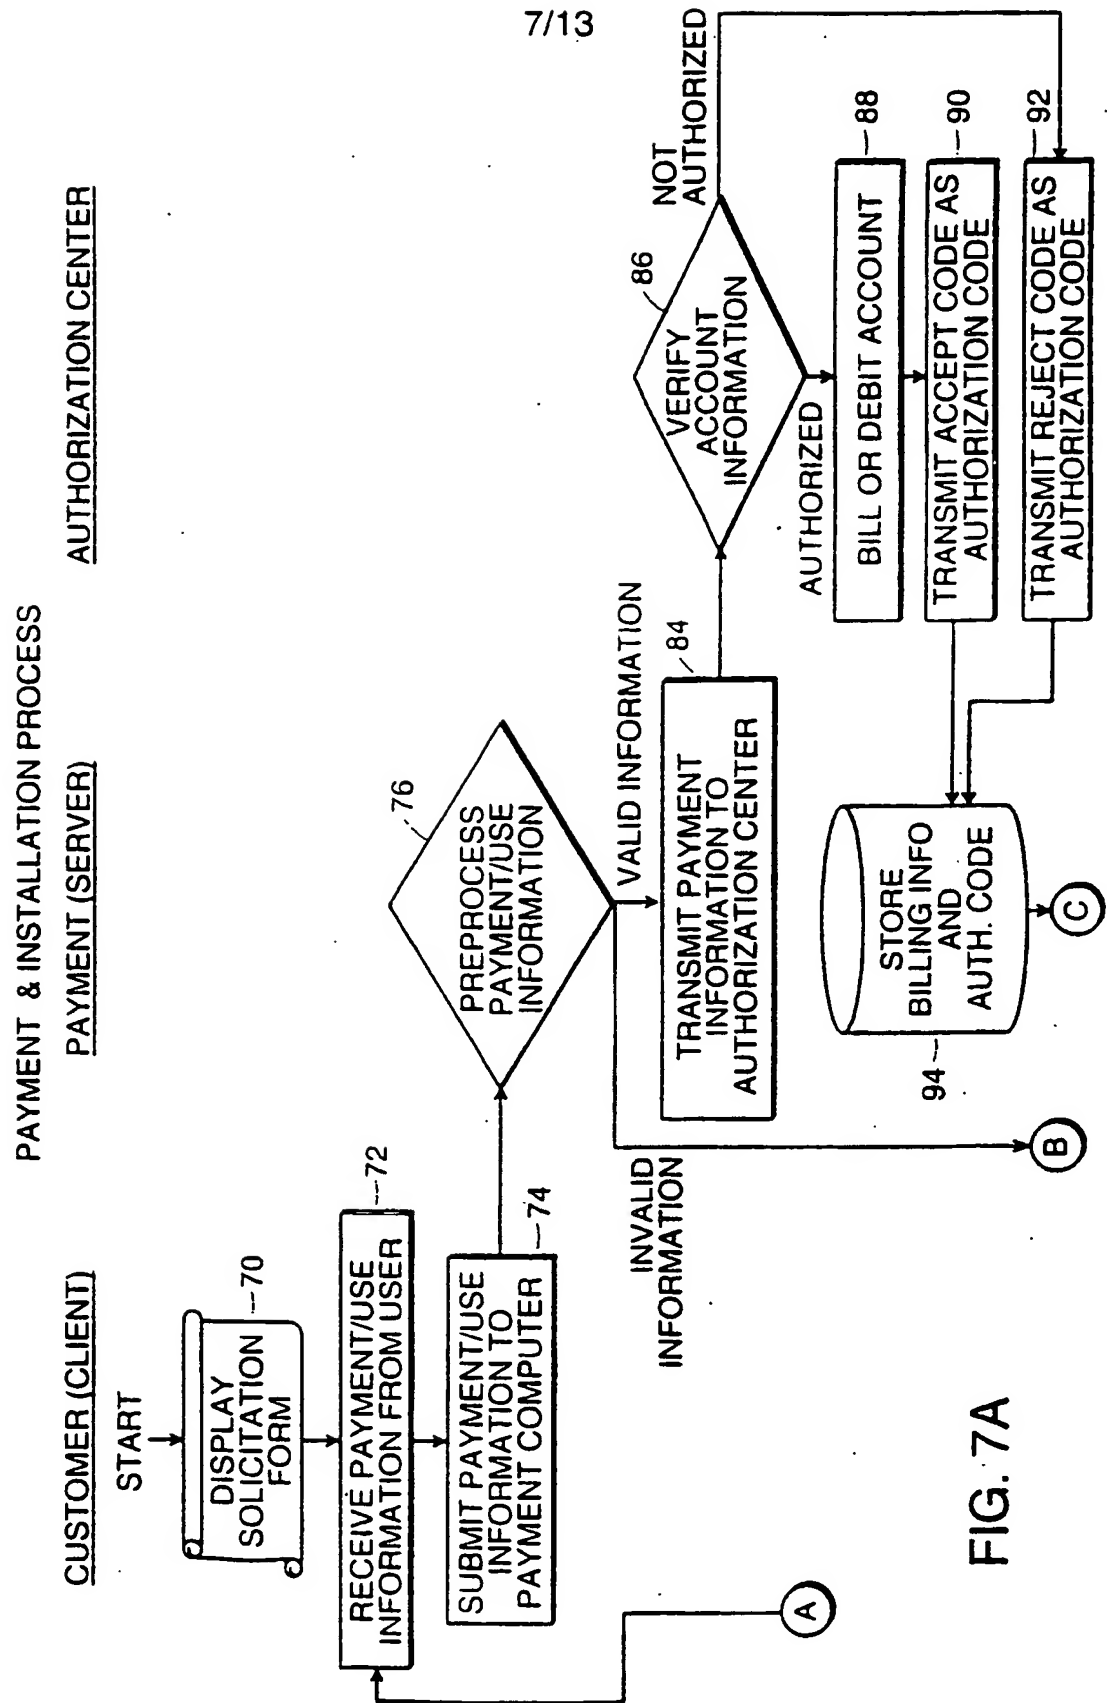 7/13
PAYMENT & INSTALLATION PROCESS
CUSTOMER (CLIENT)
PAYMENT (SERVER)
AUTHORIZATION CENTER
START
DISPLAY
SOLICITATION
FORM
70
RECEIVE PAYMENT/USE
INFORMATION FROM USER
72
SUBMIT PAYMENT/USE
INFORMATION TO
PAYMENT COMPUTER
74
A
PREPROCESS
PAYMENT/USE
INFORMATION
76
INVALID
INFORMATION
VALID INFORMATION
B
TRANSMIT PAYMENT
INFORMATION TO
AUTHORIZATION CENTER
84
VERIFY
ACCOUNT
INFORMATION
86
NOT
AUTHORIZED
AUTHORIZED
BILL OR DEBIT ACCOUNT
88
TRANSMIT ACCEPT CODE AS
AUTHORIZATION CODE
90
TRANSMIT REJECT CODE AS
AUTHORIZATION CODE
92
STORE
BILLING INFO
AND
AUTH. CODE
94
C
FIG. 7A